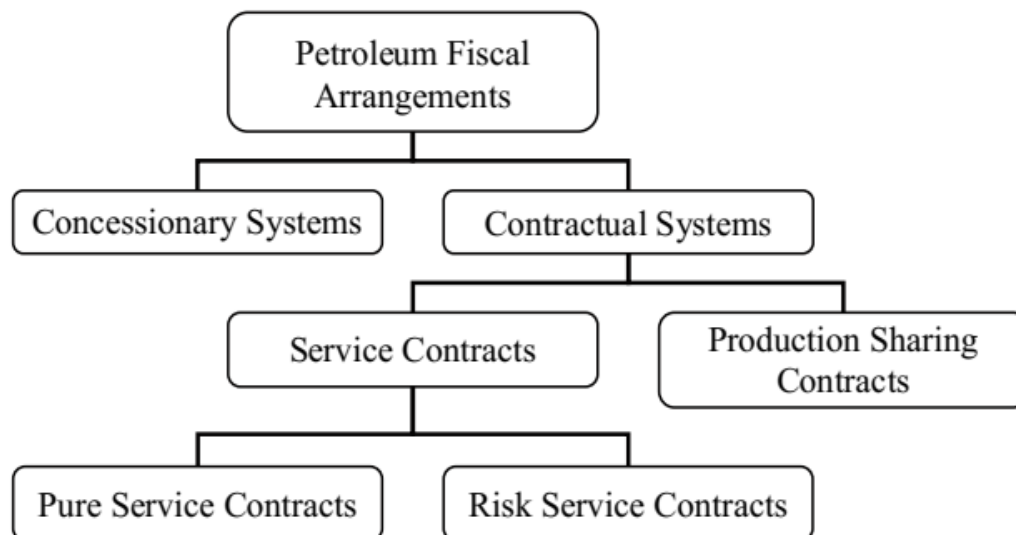 Petroleum Fiscal
Arrangements
Concessionary Systems
Contractual Systems
Service Contracts
Production Sharing
Contracts
Pure Service Contracts
Risk Service Contracts